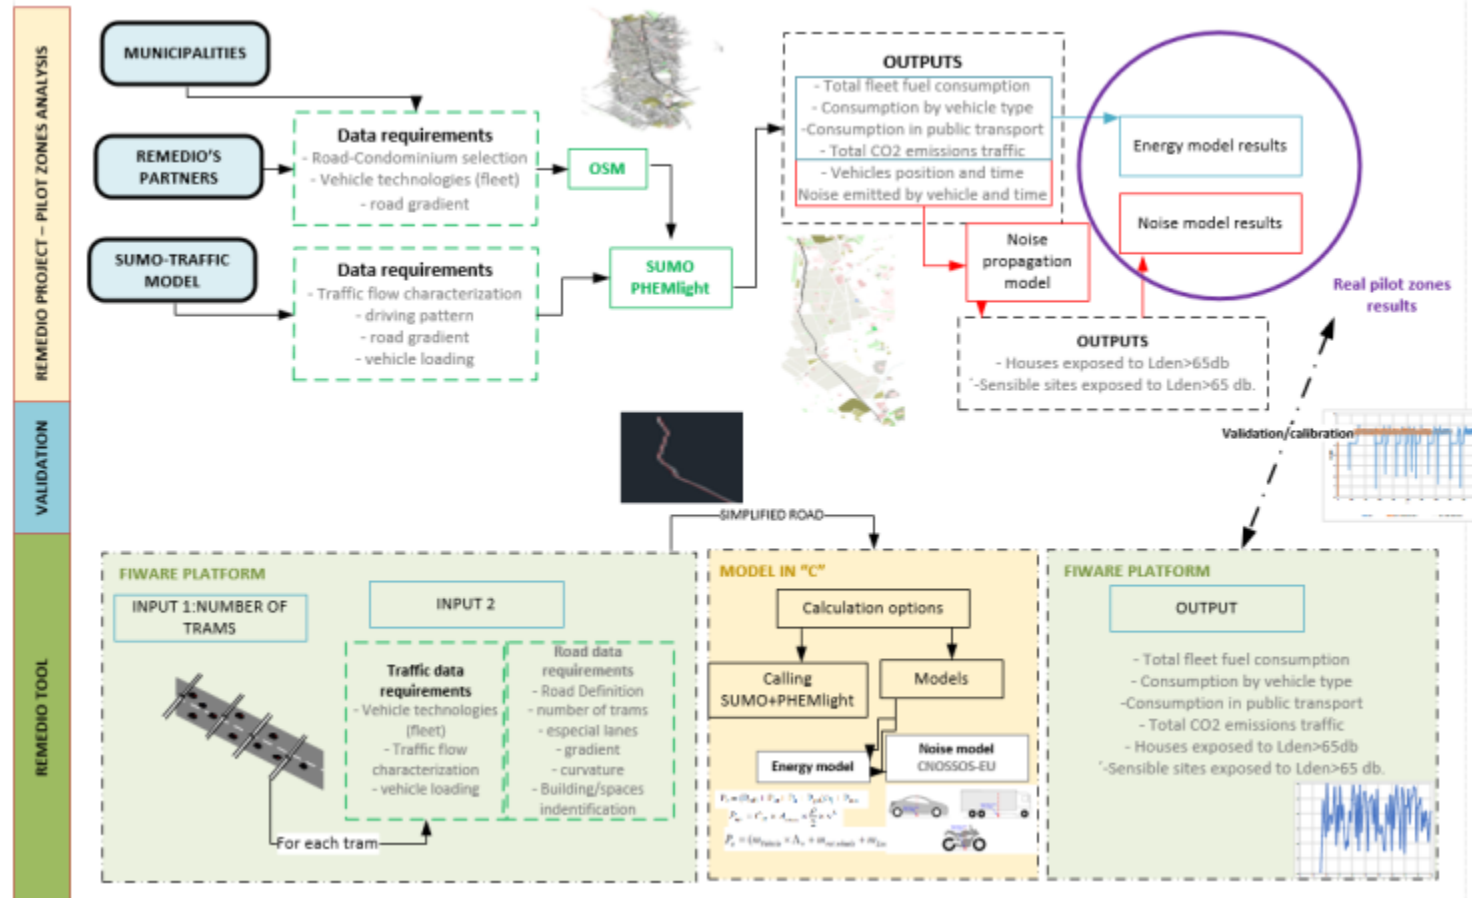 REMEDIO PROJECT – PILOT ZONES ANALYSIS
MUNICIPALITIES
REMEDIO'S
PARTNERS
SUMO-TRAFFIC
MODEL
Data requirements
- Road-Condominium selection
- Vehicle technologies (fleet)
- road gradient
Data requirements
- Traffic flow characterization
- driving pattern
- road gradient
- vehicle loading
OSM
SUMO
PHEMlight
OUTPUTS
- Total fleet fuel consumption
- Consumption by vehicle type
-Consumption in public transport
- Total CO2 emissions traffic
- Vehicles position and time
Noise emitted by vehicle and time
Noise
propagation
model
Energy model results
Noise model results
Real pilot zones
results
OUTPUTS
- Houses exposed to Lden>65db
´-Sensible sites exposed to Lden>65 db.
VALIDATION
Validation/calibration
SIMPLIFIED ROAD
REMEDIO TOOL
FIWARE PLATFORM
INPUT 1:NUMBER OF
TRAMS
INPUT 2
Traffic data
requirements
- Vehicle technologies
(fleet)
- Traffic flow
characterization
- vehicle loading
Road data
requirements
- Road Definition
- number of trams
- especial lanes
- gradient
- curvature
- Building/spaces
indentification
For each tram
MODEL IN "C"
Calculation options
Calling
SUMO+PHEMlight
Models
Energy model
Noise model
CNOSSOS-EU
FIWARE PLATFORM
OUTPUT
- Total fleet fuel consumption
- Consumption by vehicle type
-Consumption in public transport
- Total CO2 emissions traffic
- Houses exposed to Lden>65db
´-Sensible sites exposed to Lden>65 db.